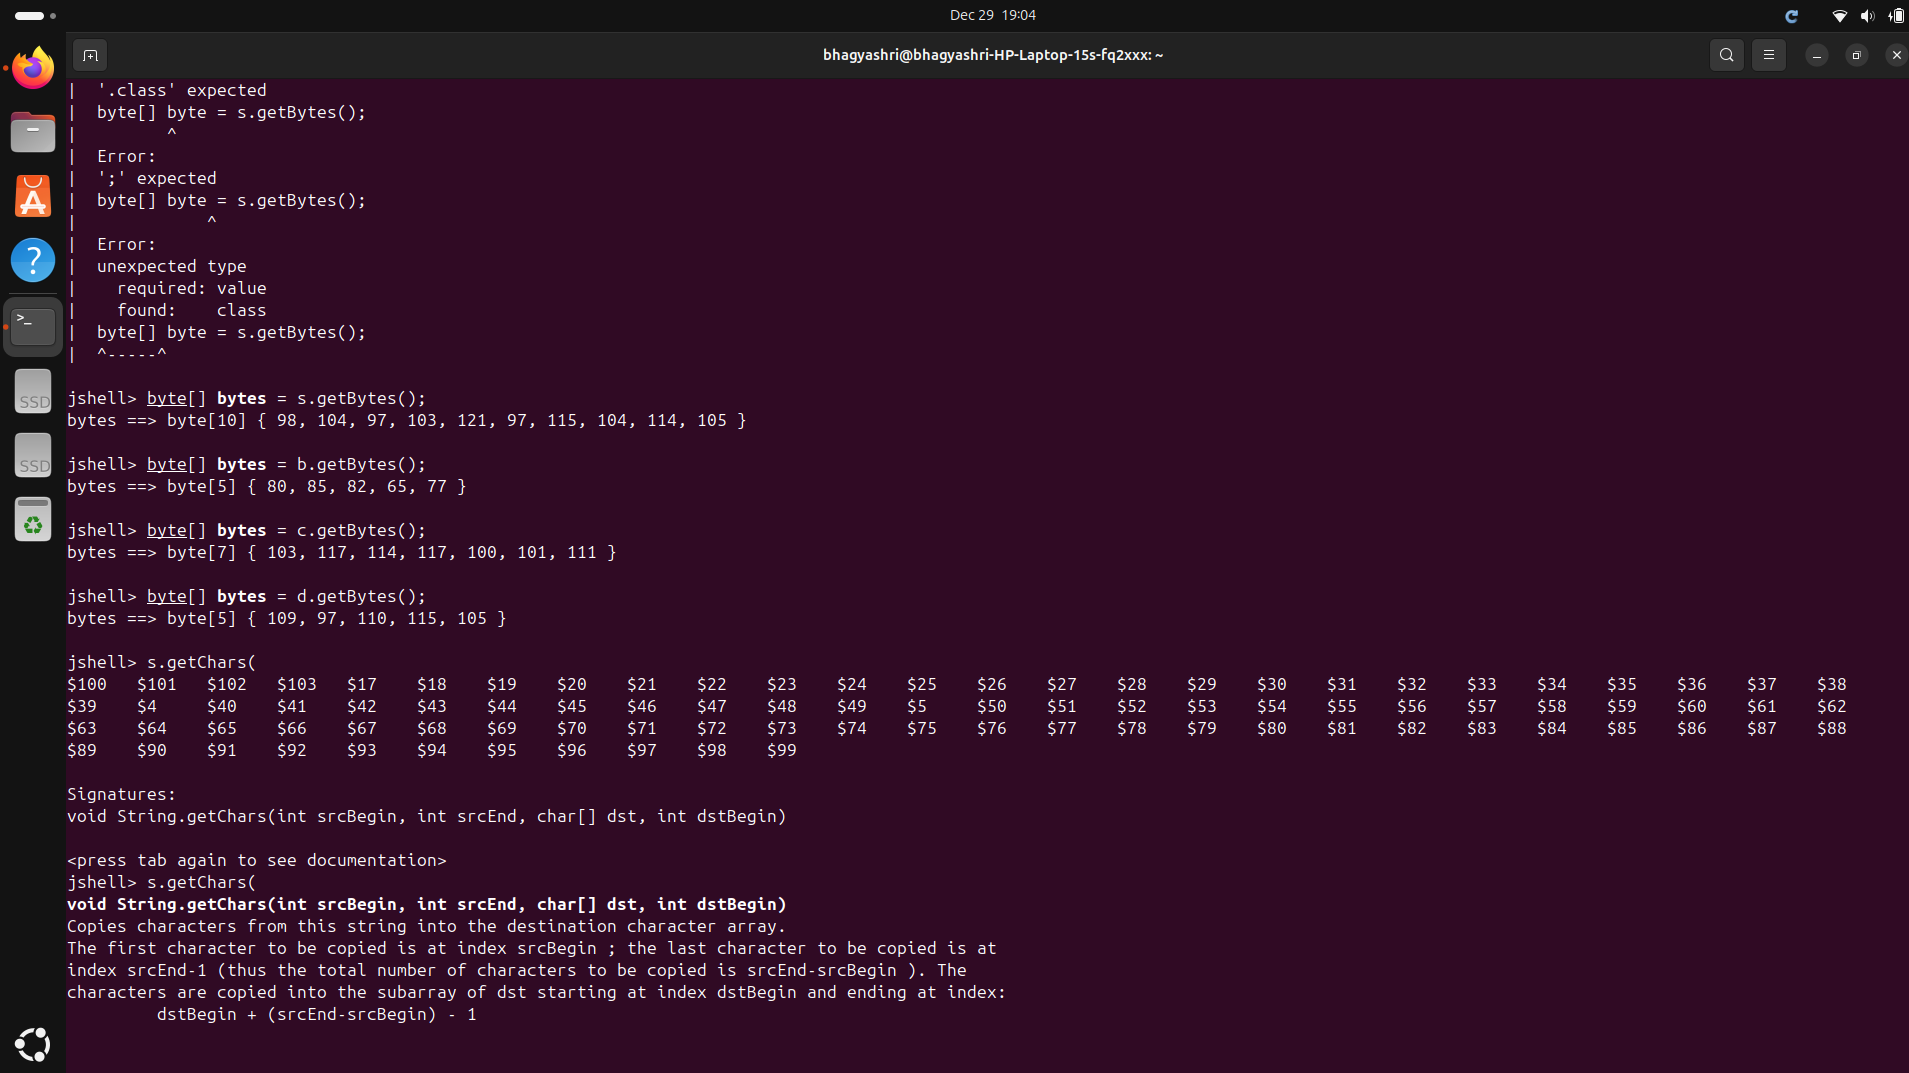 Dec 29 19:04
bhagyashri@bhagyashri-HP-Laptop-15s-fq2xxx: ~
| '.class' expected
| byte[] byte = s.getBytes();
| ^
| Error:
| ';' expected
| byte[] byte = s.getBytes();
| ^
| Error:
| unexpected type
| required: value
| found: class
| byte[] byte = s.getBytes();
| ^-----^
jshell> byte[] bytes = s.getBytes();
bytes ==> byte[10] { 98, 104, 97, 103, 121, 97, 115, 104, 114, 105 }
jshell> byte[] bytes = b.getBytes();
bytes ==> byte[5] { 80, 85, 82, 65, 77 }
jshell> byte[] bytes = c.getBytes();
bytes ==> byte[7] { 103, 117, 114, 117, 100, 101, 111 }
jshell> byte[] bytes = d.getBytes();
bytes ==> byte[5] { 109, 97, 110, 115, 105 }
jshell> s.getChars(
$100 $101 $102 $103 $17 $18 $19 $20 $21 $22 $23 $24 $25 $26 $27 $28 $29 $30 $31 $32 $33 $34 $35 $36 $37 $38
$39 $4 $40 $41 $42 $43 $44 $45 $46 $47 $48 $49 $5 $50 $51 $52 $53 $54 $55 $56 $57 $58 $59 $60 $61 $62
$63 $64 $65 $66 $67 $68 $69 $70 $71 $72 $73 $74 $75 $76 $77 $78 $79 $80 $81 $82 $83 $84 $85 $86 $87 $88
$89 $90 $91 $92 $93 $94 $95 $96 $97 $98 $99
Signatures:
void String.getChars(int srcBegin, int srcEnd, char[] dst, int dstBegin)
<press tab again to see documentation>
jshell> s.getChars(
void String.getChars(int srcBegin, int srcEnd, char[] dst, int dstBegin)
Copies characters from this string into the destination character array.
The first character to be copied is at index srcBegin ; the last character to be copied is at
index srcEnd-1 (thus the total number of characters to be copied is srcEnd-srcBegin ). The
characters are copied into the subarray of dst starting at index dstBegin and ending at index:
dstBegin + (srcEnd-srcBegin) - 1
SSD
SSD